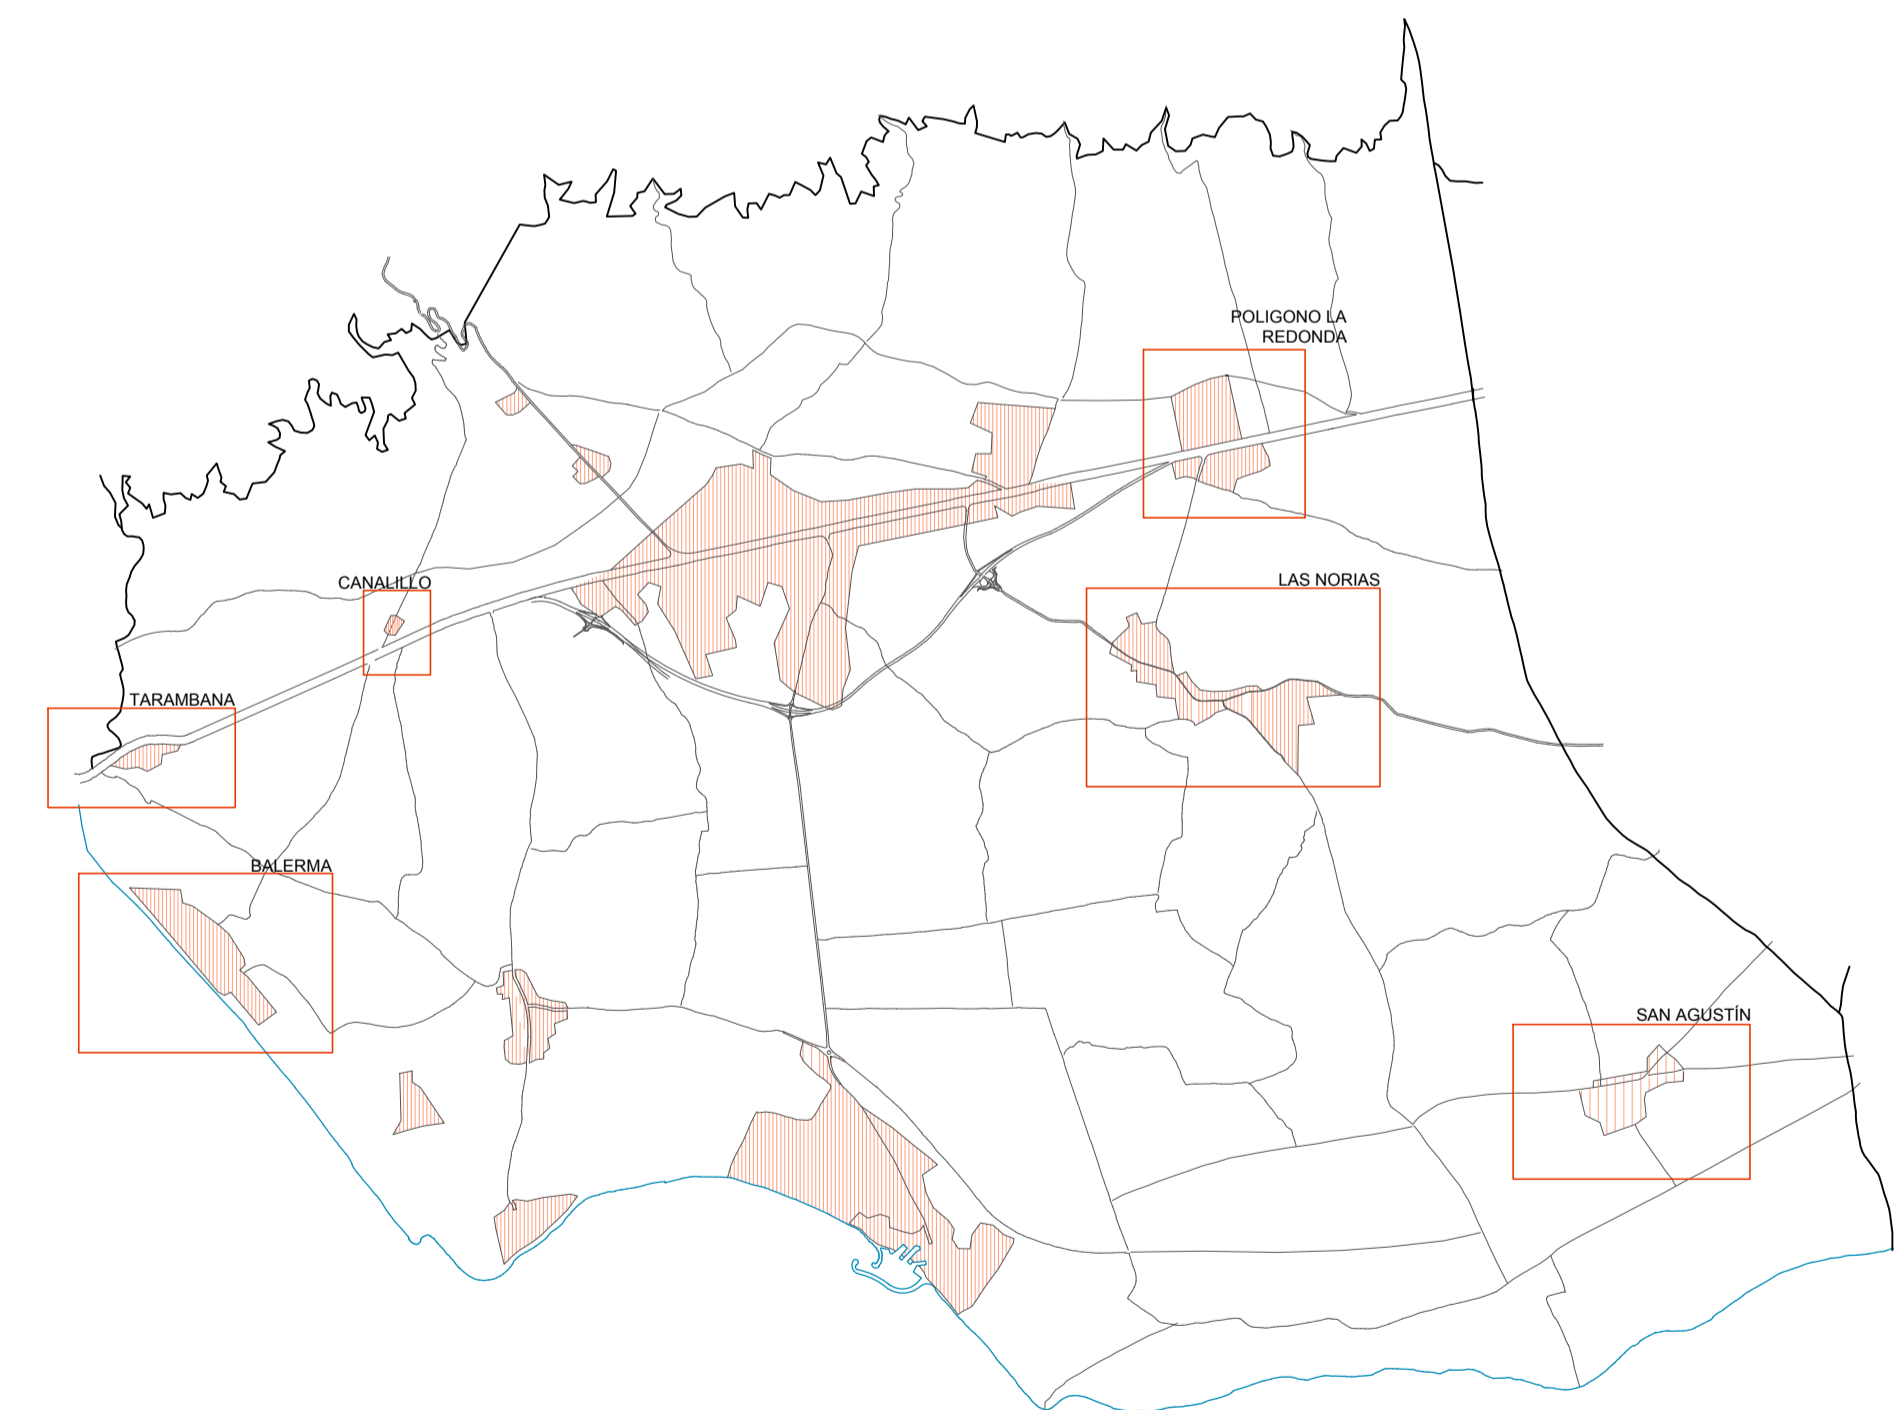 POLIGONO LA
REDONDA
CANALILLO
LAS NORIAS
TARAMBANA
BALERMA
SAN AGUSTÍN